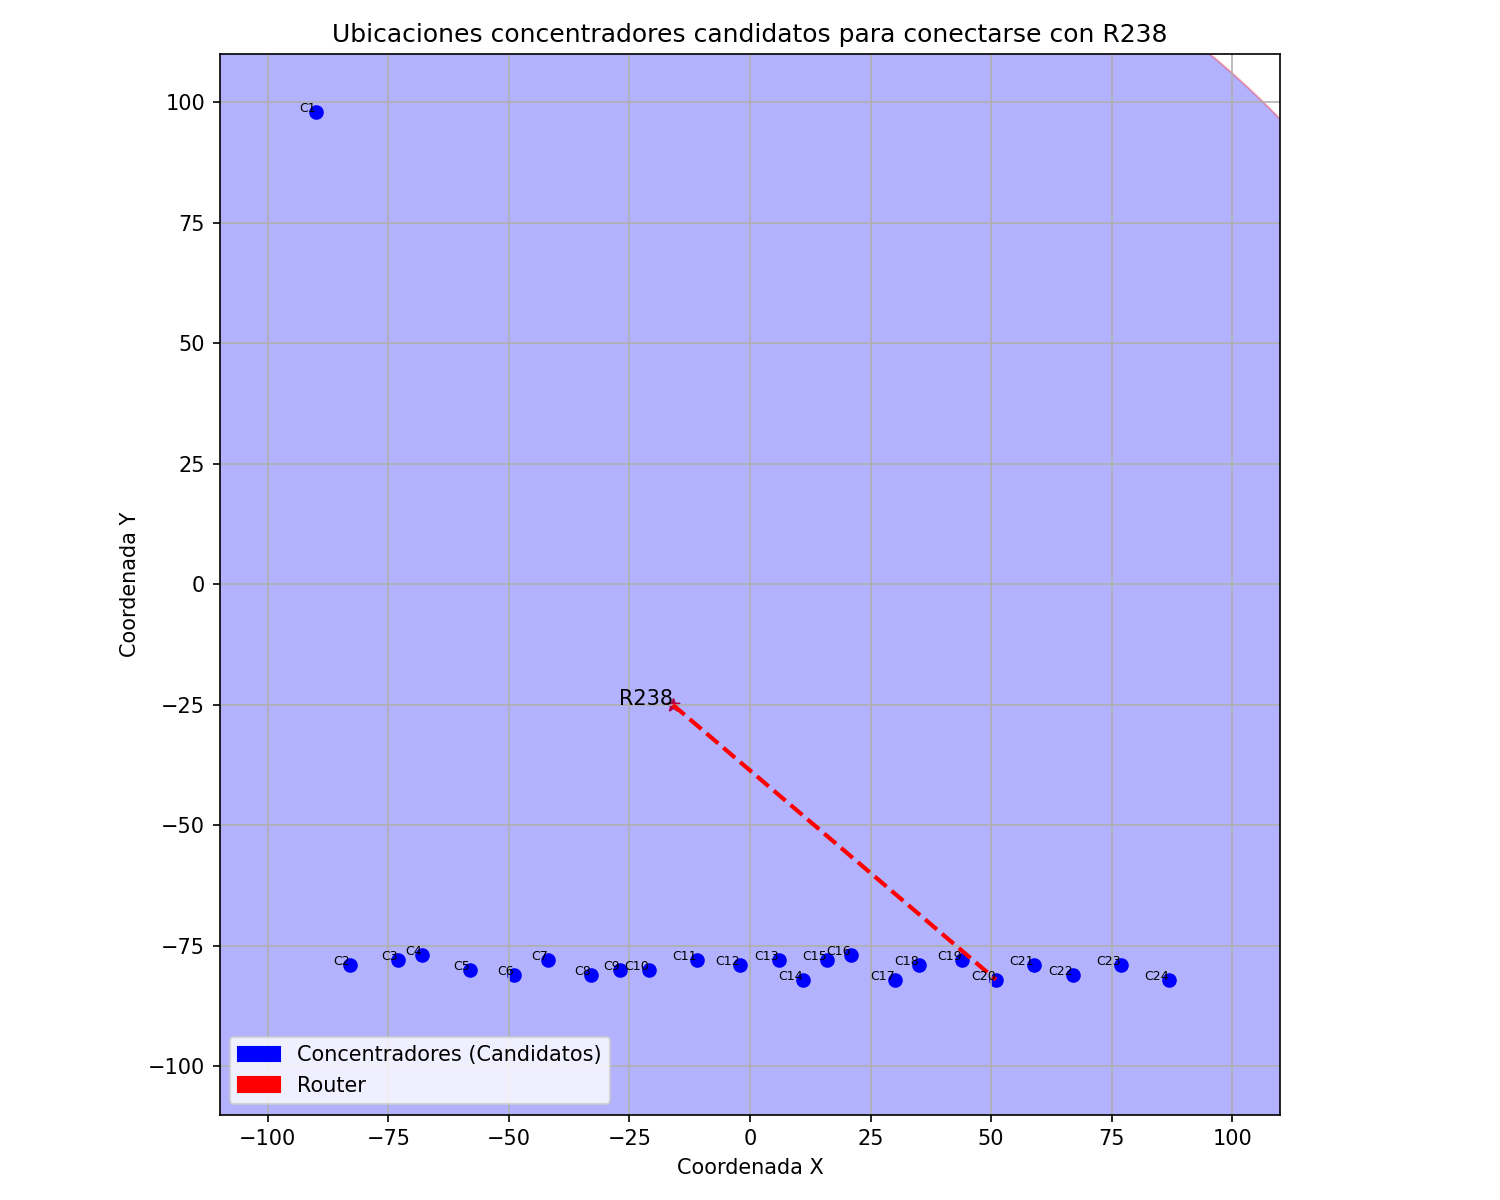 Ubicaciones concentradores candidatos para conectarse con R238
Coordenada Y
100
75
50
25
0
−25
−50
−75
−100
C1
R238
C2
C3
C4
C5
C6
C7
C8
C9
C10
C11
C12
C13
C14
C15
C16
C17
C18
C19
C20
C21
C22
C23
C24
Concentradores (Candidatos)
Router
−100
−75
−50
−25
0
25
50
75
100
Coordenada X